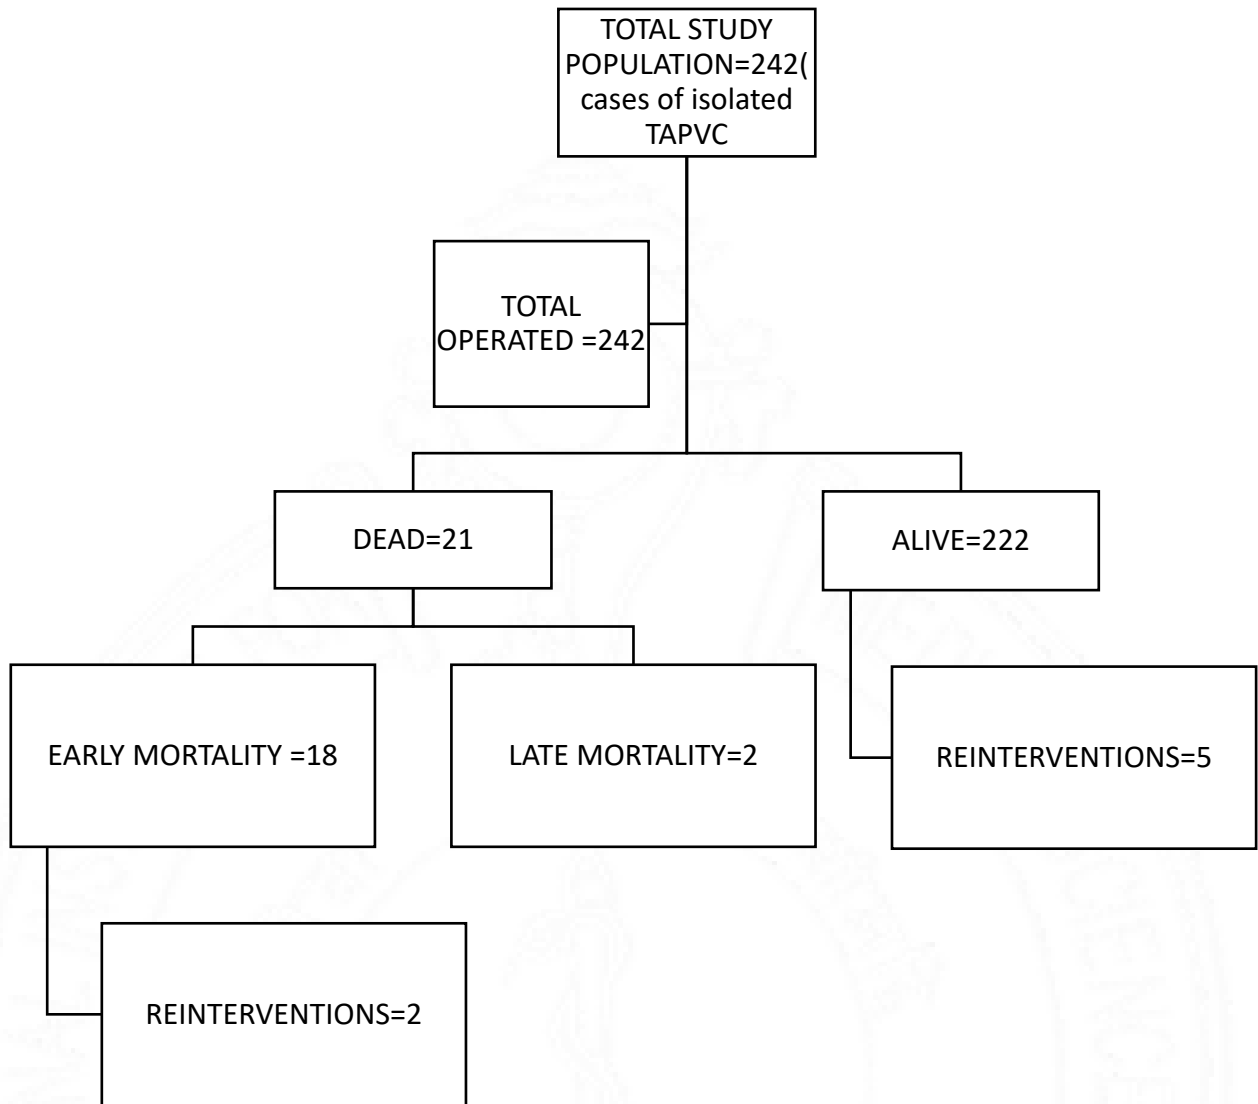 TOTAL STUDY
POPULATION=242(
cases of isolated
TAPVC
TOTAL
OPERATED =242
DEAD=21
ALIVE=222
EARLY MORTALITY =18
LATE MORTALITY=2
REINTERVENTIONS=5
REINTERVENTIONS=2